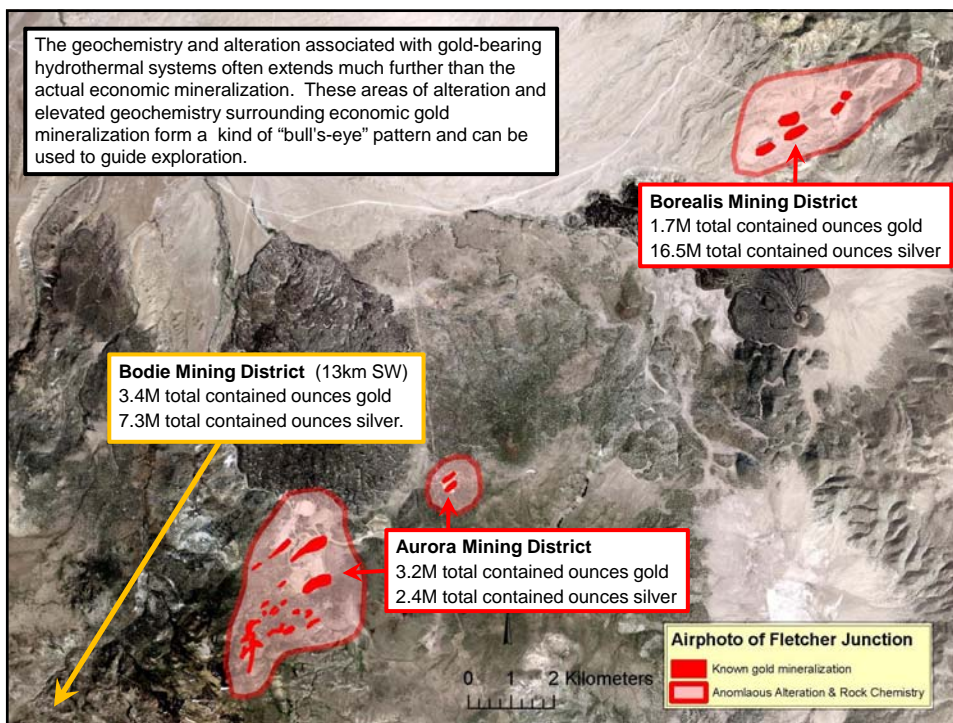 The geochemistry and alteration associated with gold-bearing
hydrothermal systems often extends much further than the
actual economic mineralization. These areas of alteration and
elevated geochemistry surrounding economic gold
mineralization form a kind of “bull’s-eye” pattern and can be
used to guide exploration.
Borealis Mining District
1.7M total contained ounces gold
16.5M total contained ounces silver
Bodie Mining District (13km SW)
3.4M total contained ounces gold
7.3M total contained ounces silver.
Aurora Mining District
3.2M total contained ounces gold
2.4M total contained ounces silver
0 1 2 Kilometers
Airphoto of Fletcher Junction
Known gold mineralization
Anomlaous Alteration & Rock Chemistry